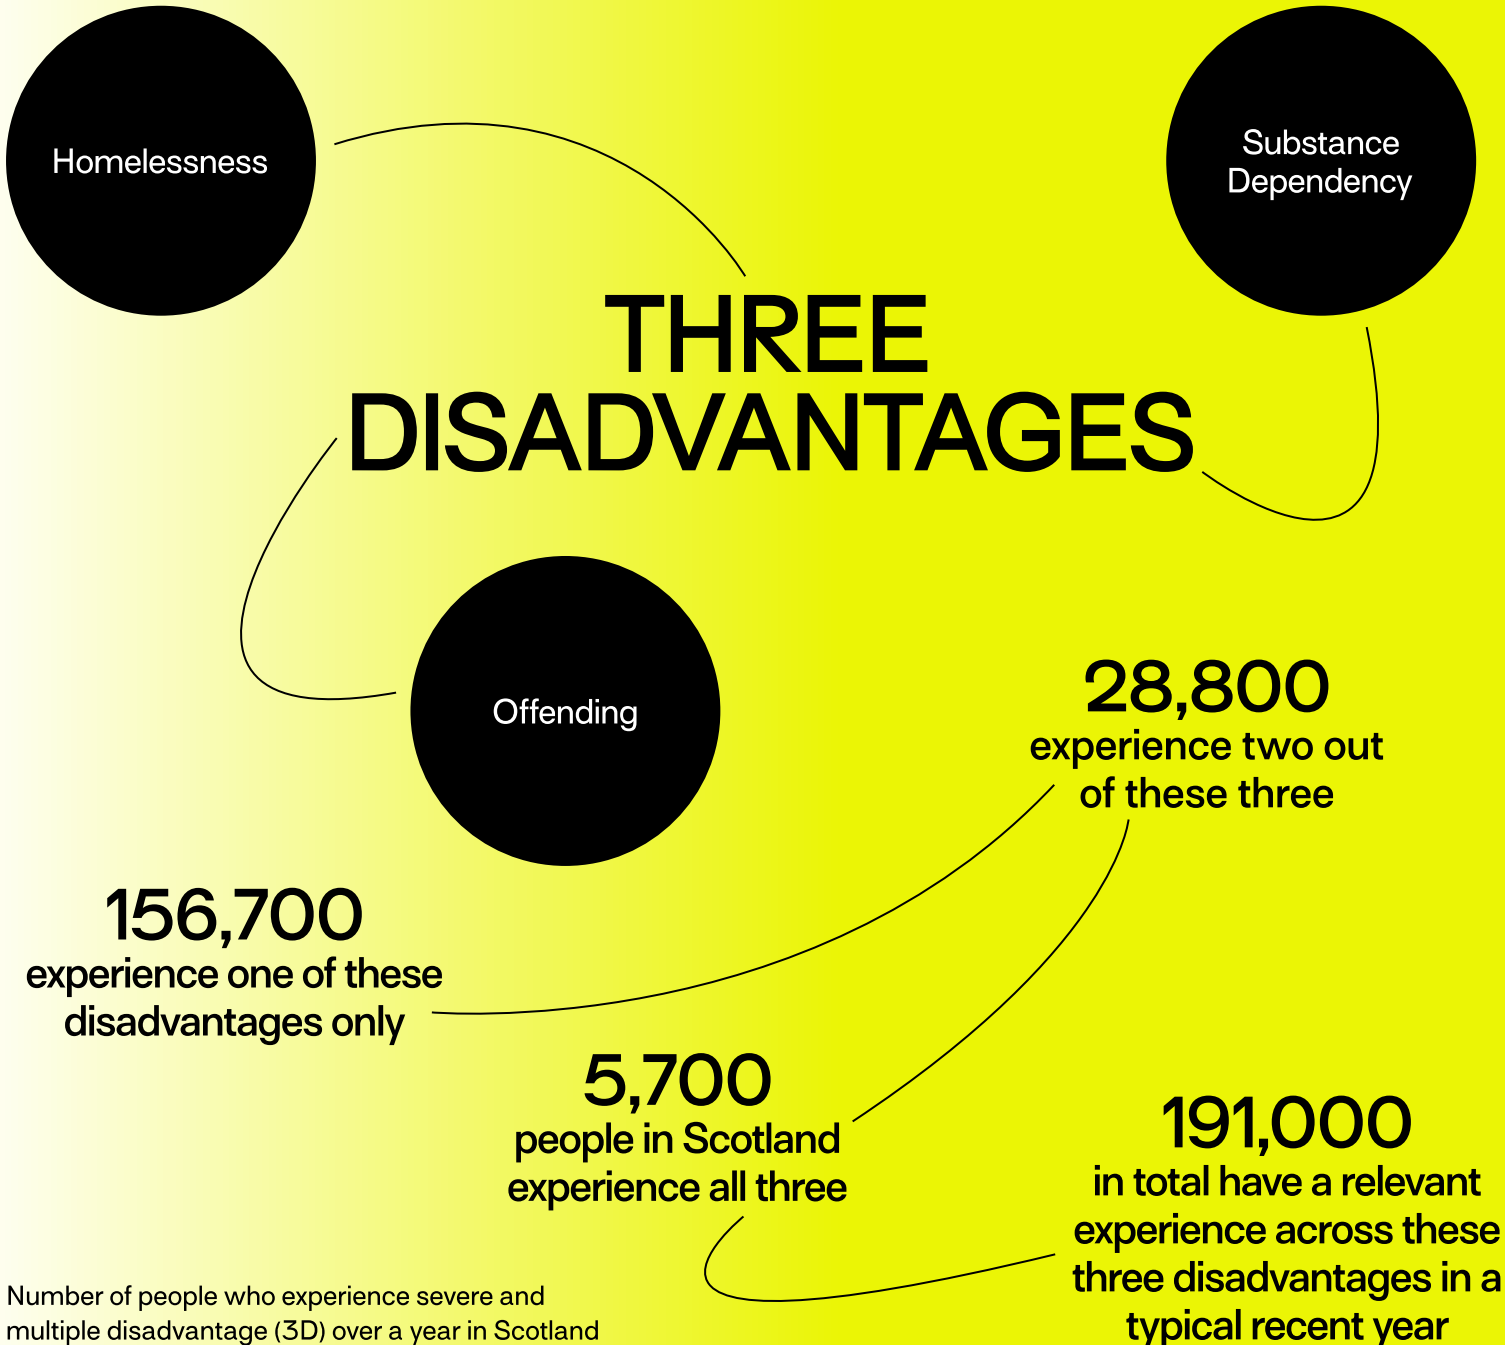 Homelessness
Substance
Dependency
THREE
DISADVANTAGES
Offending
28,800
experience two out
of these three
156,700
experience one of these
disadvantages only
5,700
people in Scotland
experience all three
191,000
in total have a relevant
experience across these
three disadvantages in a
typical recent year
Number of people who experience severe and
multiple disadvantage (3D) over a year in Scotland